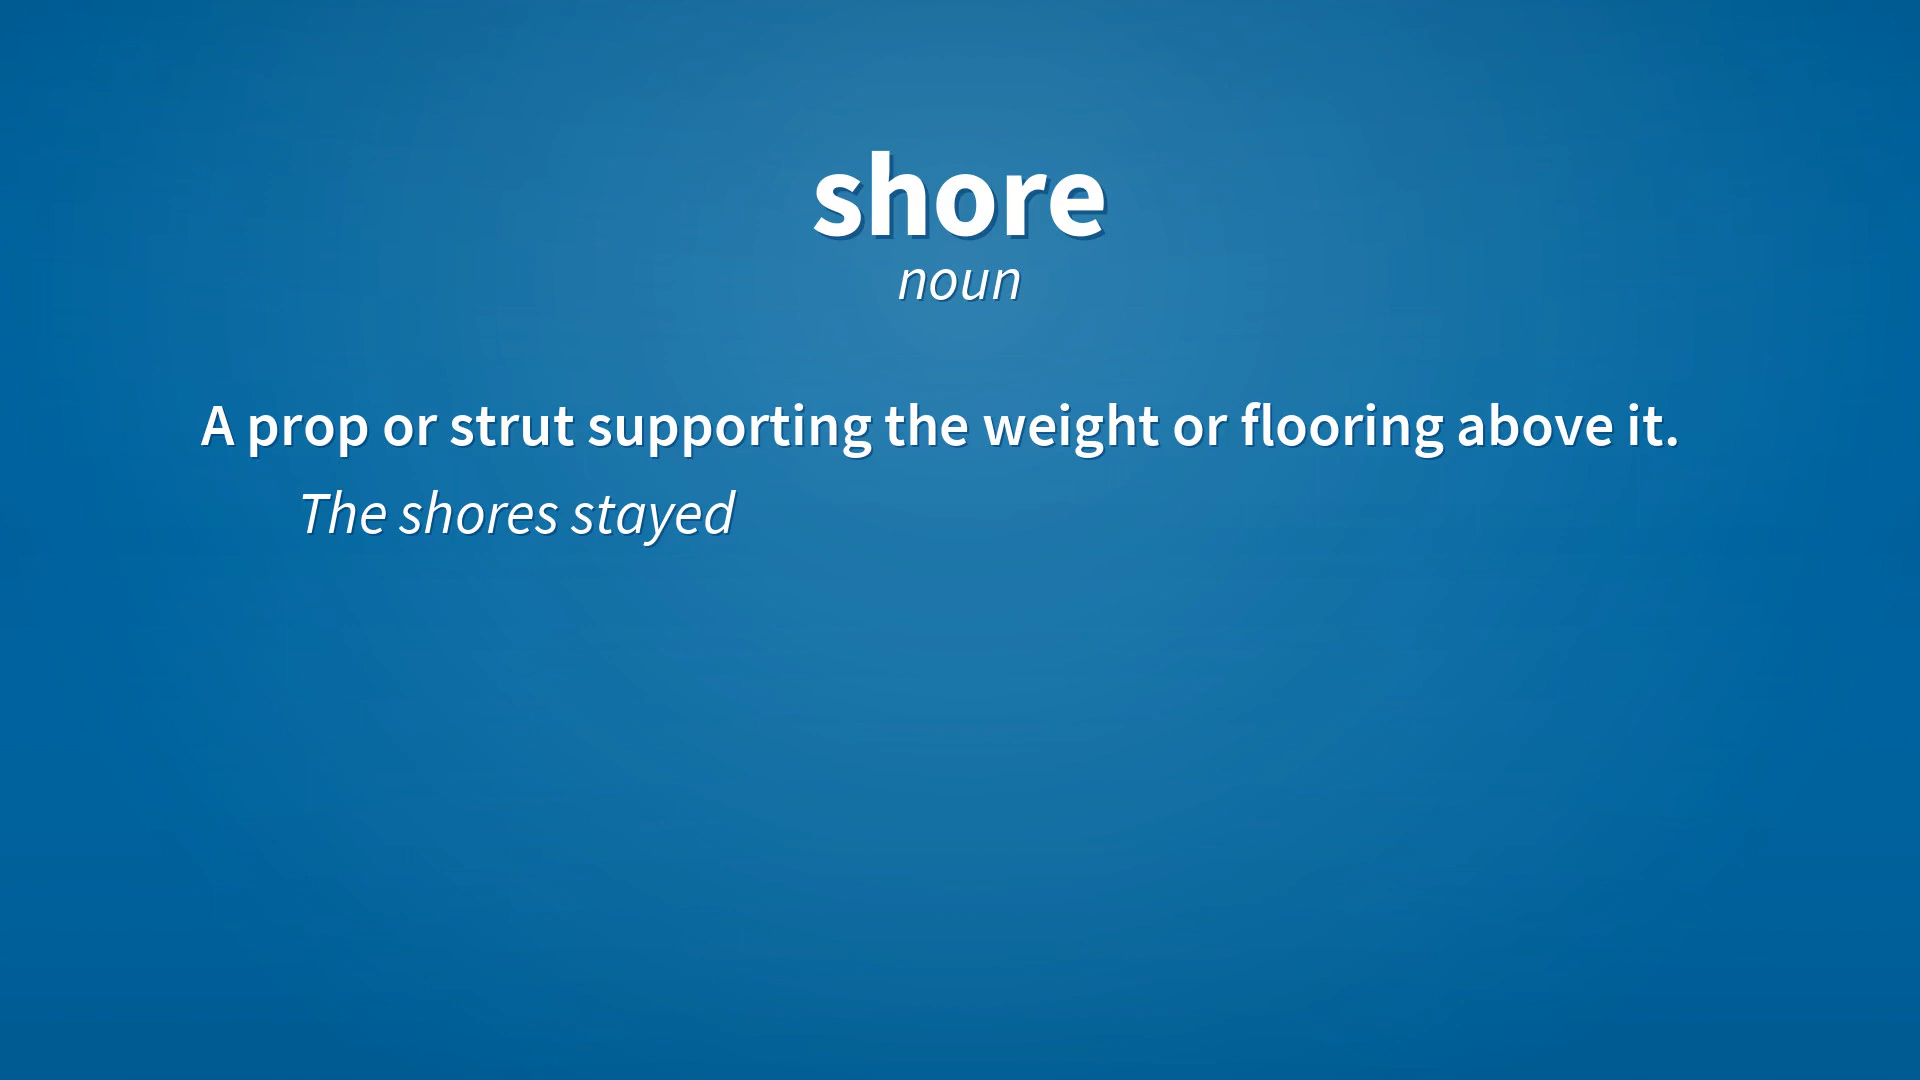 shore
noun
A prop or strut supporting the weight or flooring above it.
The shores stayed